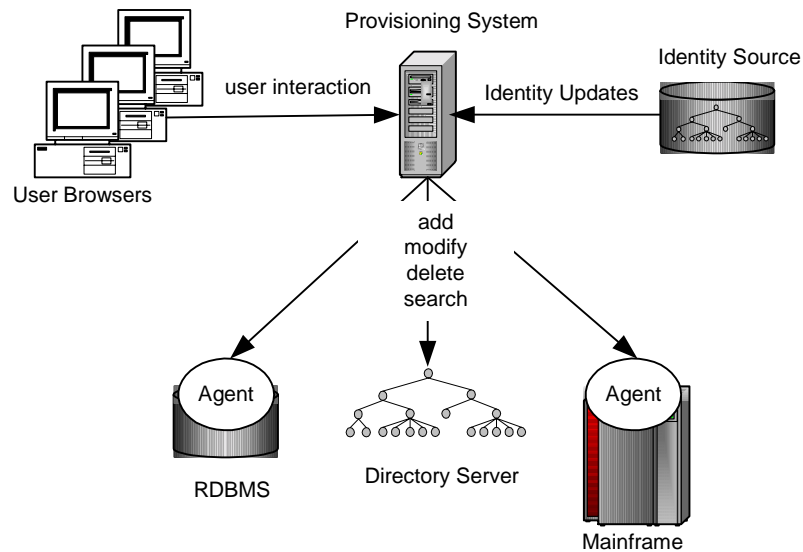 Provisioning System
Identity Source
user interaction
Identity Updates
User Browsers
add
modify
delete
search
Agent
Agent
RDBMS
Directory Server
Mainframe